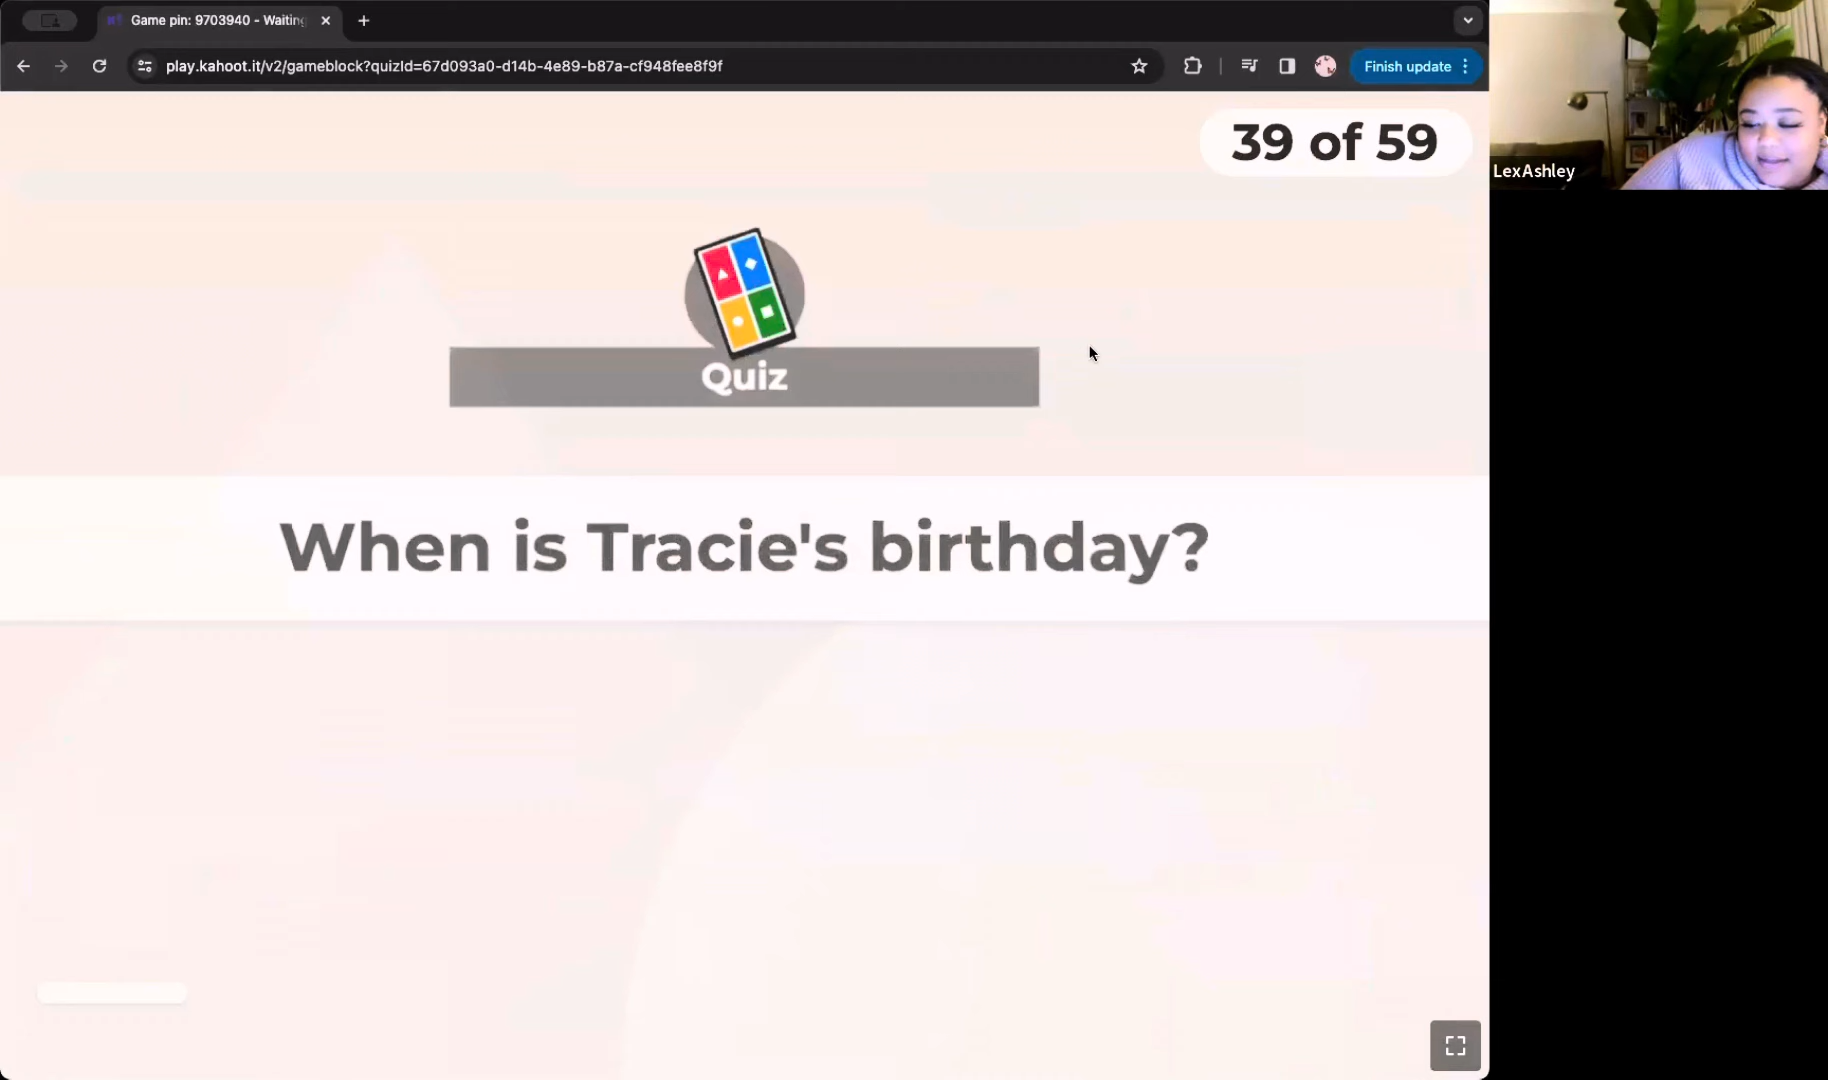 Game pin: 9703940 - Waitin
play.kahoot.it/v2/gameblock?quizId=67d093a0-d14b-4e89-b87a-cf948fee8f9f
Finish update
39 of 59
LexAshley
Quiz
When is Tracie's birthday?